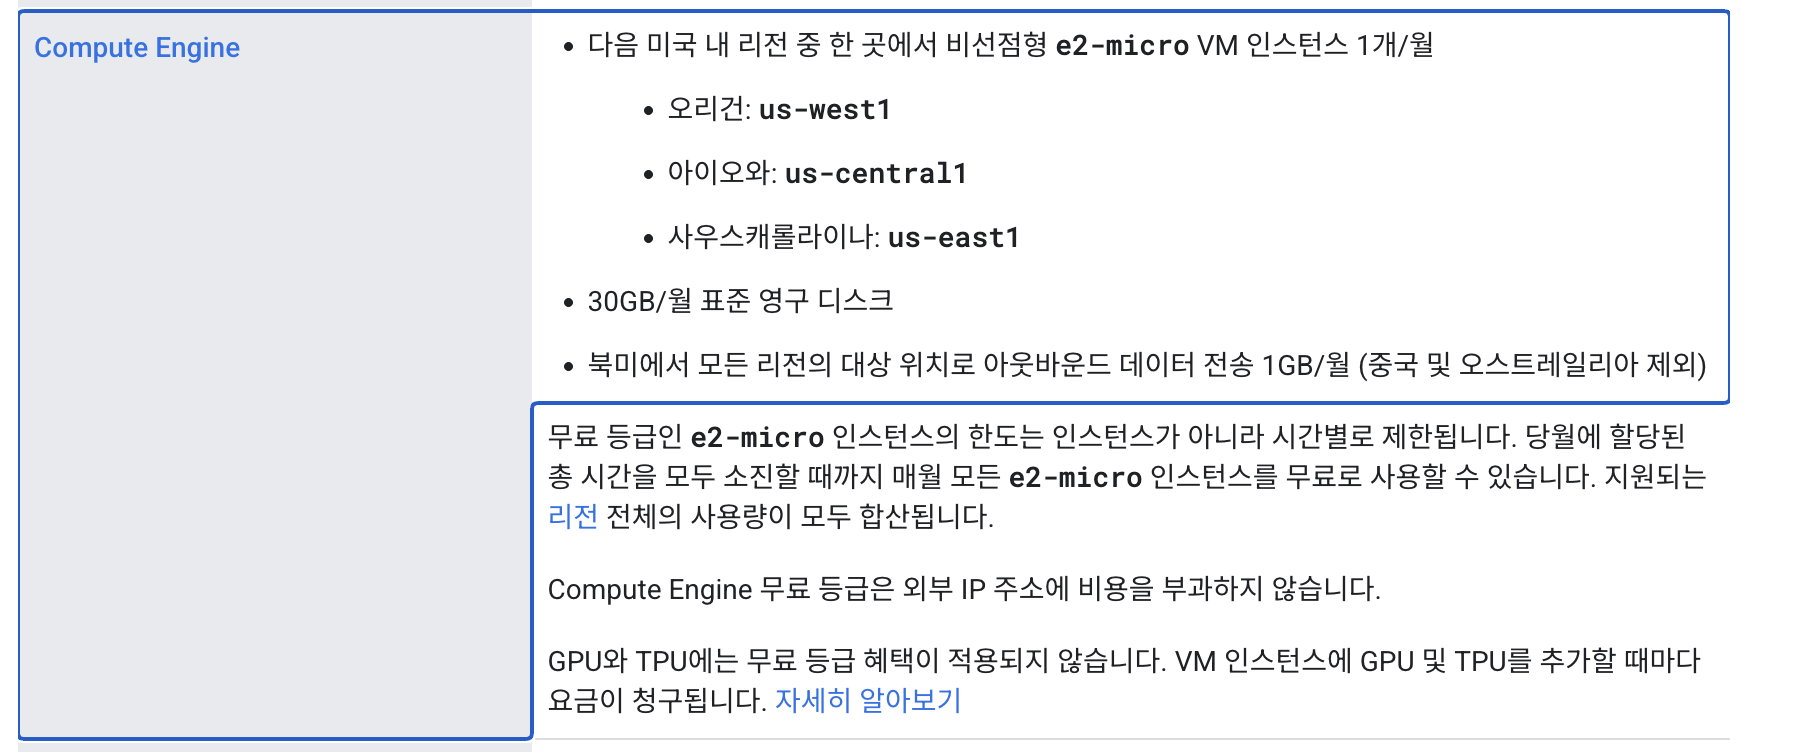 Compute Engine
• 다음 미국 내 리전 중 한 곳에서 비선점형 e2-micro VM 인스턴스 1개/월
• 오리건: us-west1
• 아이오와: us-central1
• 사우스캐롤라이나: us-east1
• 30GB/월 표준 영구 디스크
• 북미에서 모든 리전의 대상 위치로 아웃바운드 데이터 전송 1GB/월 (중국 및 오스트레일리아 제외)
무료 등급인 e2-micro 인스턴스의 한도는 인스턴스가 아니라 시간별로 제한됩니다. 당월에 할당된
총 시간을 모두 소진할 때까지 매월 모든 e2-micro 인스턴스를 무료로 사용할 수 있습니다. 지원되는
리전 전체의 사용량이 모두 합산됩니다.
Compute Engine 무료 등급은 외부 IP 주소에 비용을 부과하지 않습니다.
GPU와 TPU에는 무료 등급 혜택이 적용되지 않습니다. VM 인스턴스에 GPU 및 TPU를 추가할 때마다
요금이 청구됩니다. 자세히 알아보기